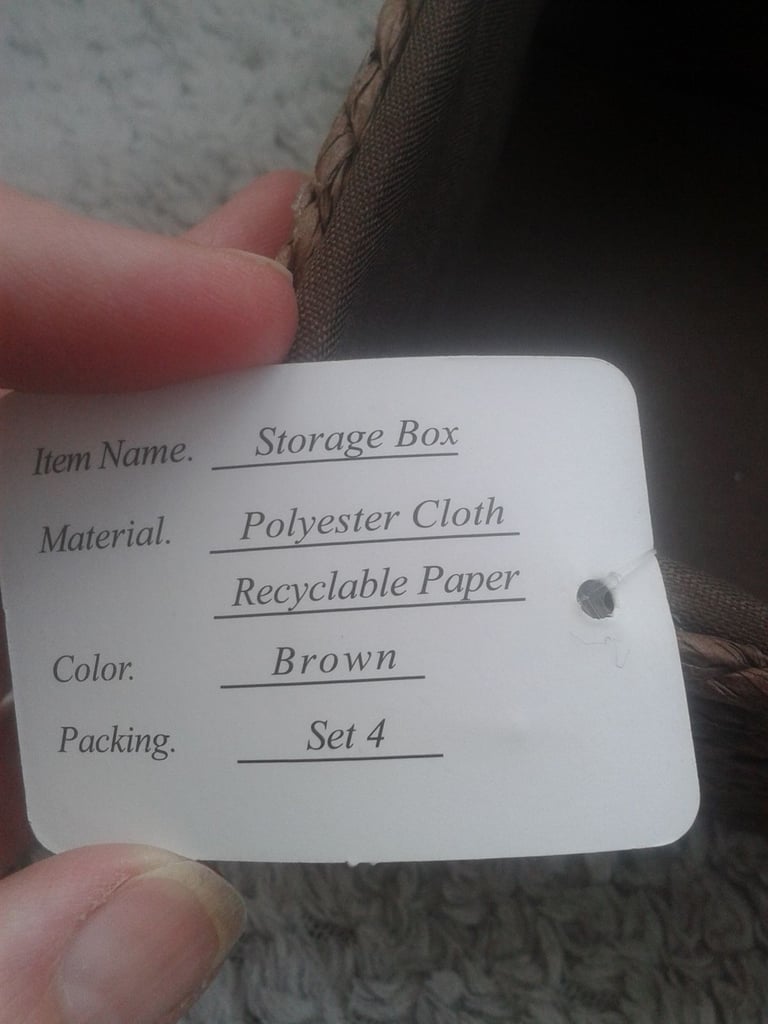 Item Name. Storage Box
Material. Polyester Cloth
Recyclable Paper
Color. Brown
Packing. Set 4